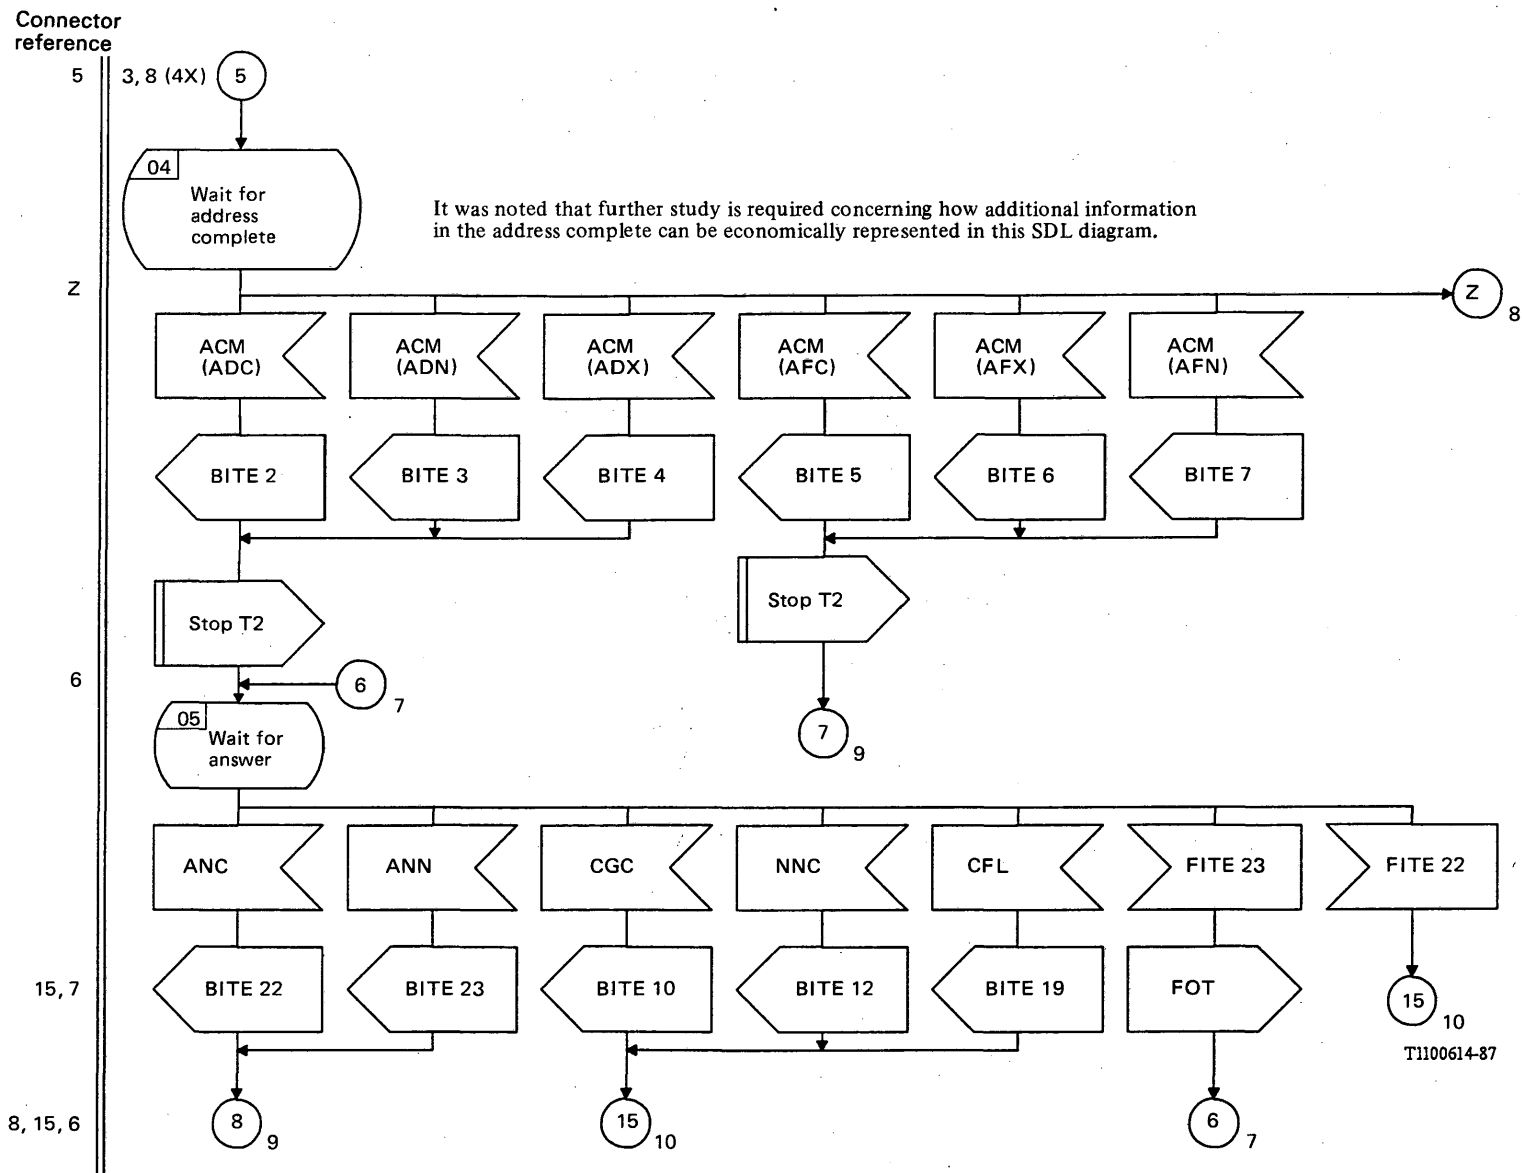 Connector
reference
5
3, 8 (4X)
5
04
Wait for
address
complete
It was noted that further study is required concerning how additional information
in the address complete can be economically represented in this SDL diagram.
Z
Z
8
ACM
(ADC)
ACM
(ADN)
ACM
(ADX)
ACM
(AFC)
ACM
(AFX)
ACM
(AFN)
BITE 2
BITE 3
BITE 4
BITE 5
BITE 6
BITE 7
Stop T2
Stop T2
6
6
7
7
9
05
Wait for
answer
ANC
ANN
CGC
NNC
CFL
FITE 23
FITE 22
15, 7
BITE 22
BITE 23
BITE 10
BITE 12
BITE 19
FOT
15
10
T1100614-87
8, 15, 6
8
9
15
10
6
7